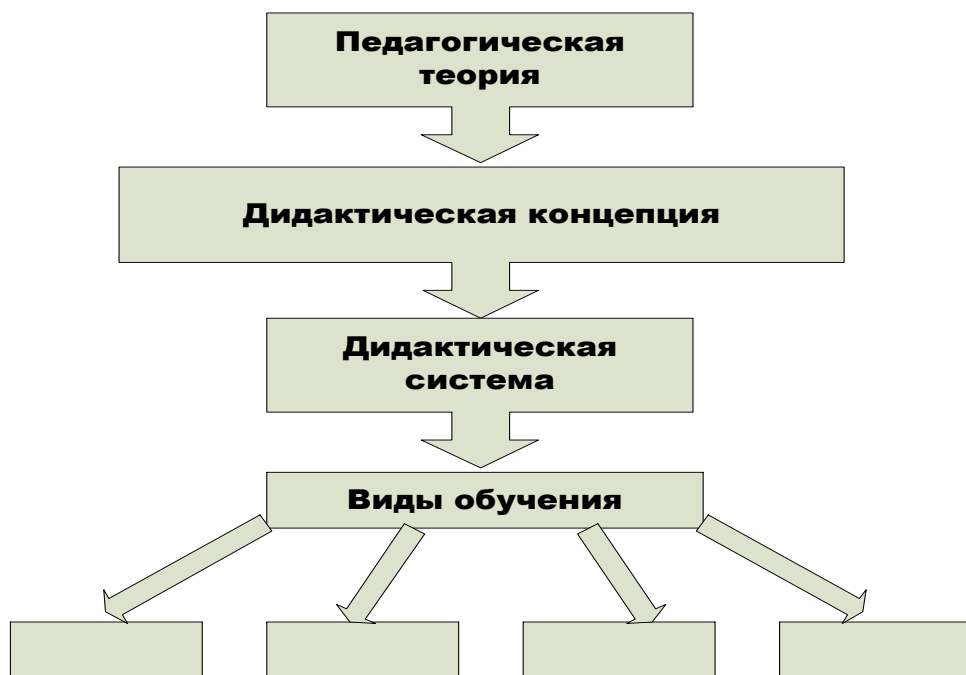 Педагогическая
теория
Дидактическая концепция
Дидактическая
система
Виды обучения